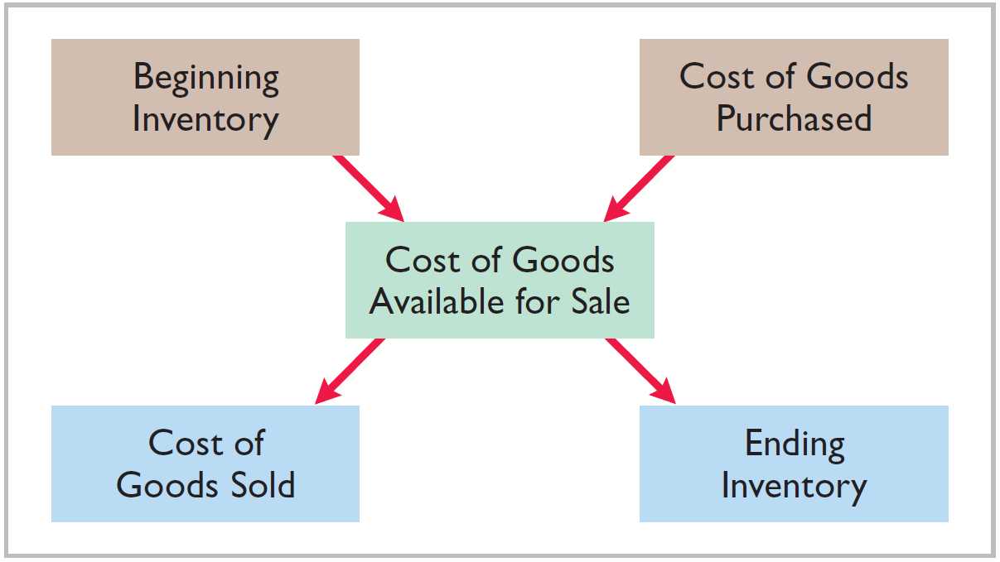 Beginning
Inventory
Cost of Goods
Purchased
Cost of Goods
Available for Sale
Cost of
Goods Sold
Ending
Inventory